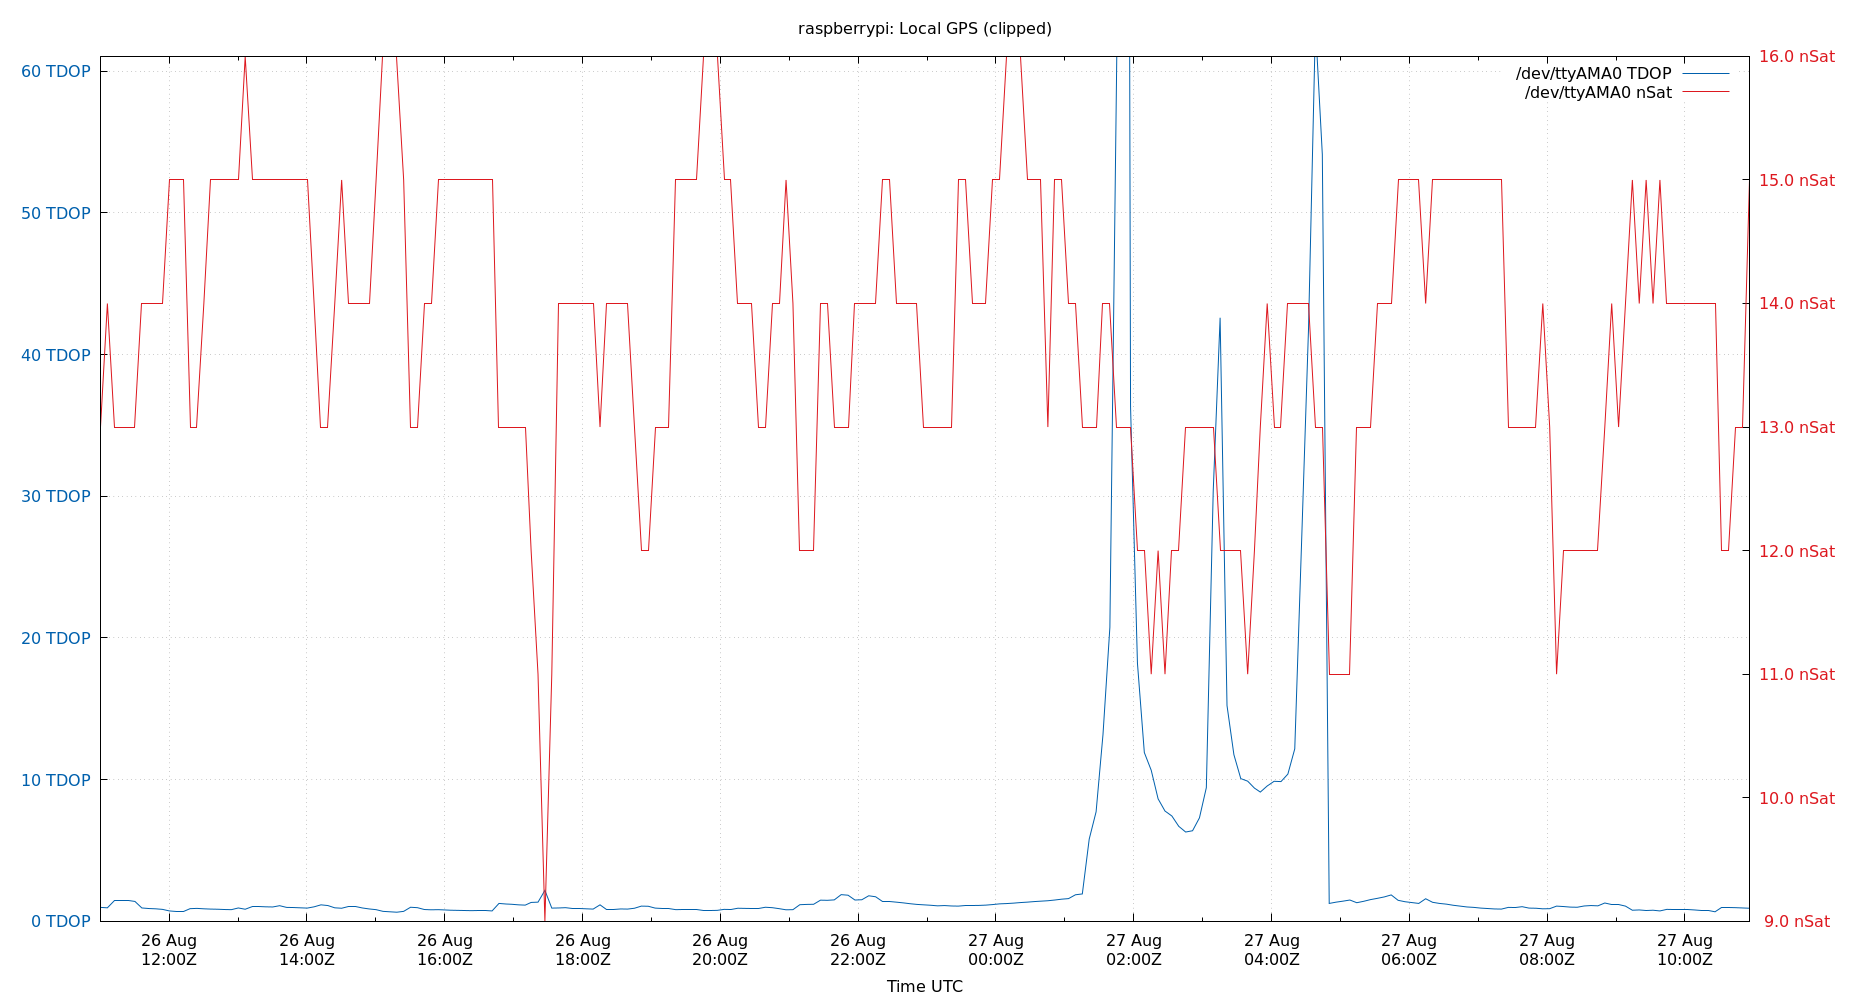 raspberrypi: Local GPS (clipped)
/dev/ttyAMA0 TDOP
/dev/ttyAMA0 nSat
60 TDOP
50 TDOP
40 TDOP
30 TDOP
20 TDOP
10 TDOP
0 TDOP
16.0 nSat
15.0 nSat
14.0 nSat
13.0 nSat
12.0 nSat
11.0 nSat
10.0 nSat
9.0 nSat
26 Aug
12:00Z
26 Aug
14:00Z
26 Aug
16:00Z
26 Aug
18:00Z
26 Aug
20:00Z
26 Aug
22:00Z
27 Aug
00:00Z
27 Aug
02:00Z
27 Aug
04:00Z
27 Aug
06:00Z
27 Aug
08:00Z
27 Aug
10:00Z
Time UTC